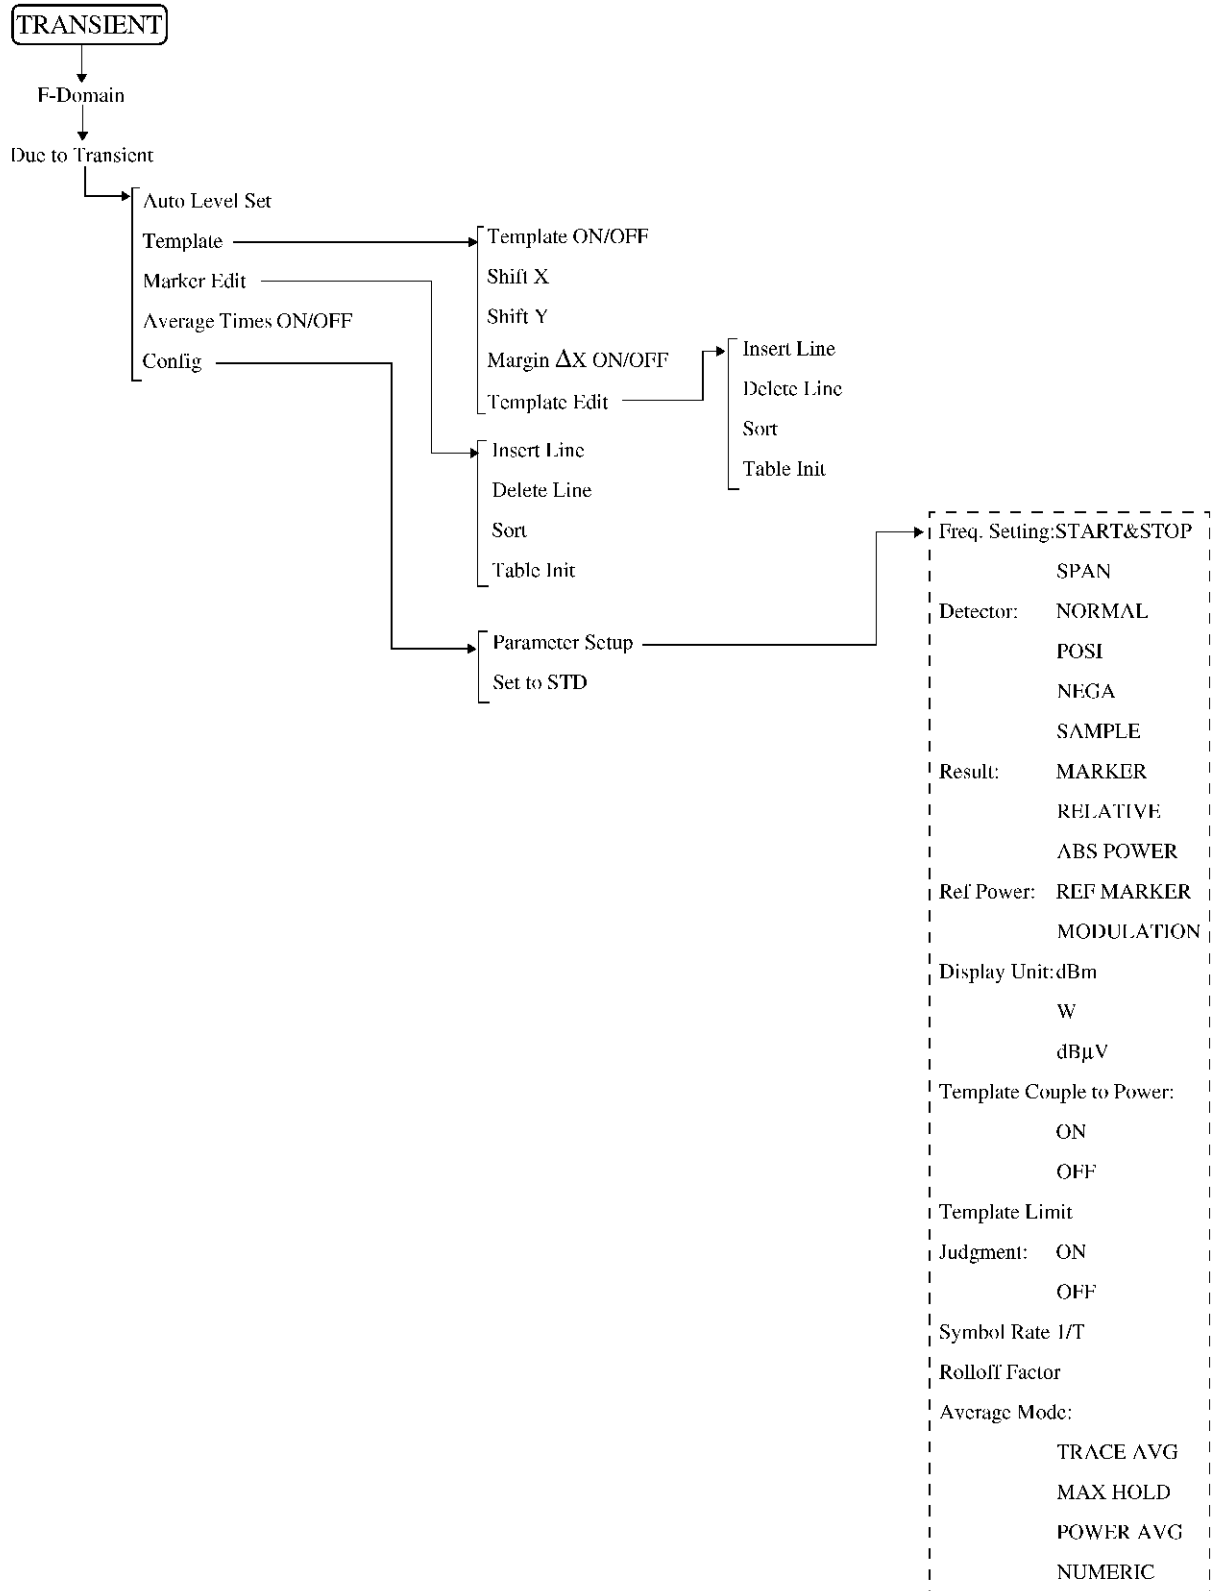 TRANSIENT
F-Domain
Due to Transient
Auto Level Set
Template
Marker Edit
Average Times ON/OFF
Config
Template ON/OFF
Shift X
Shift Y
Margin ΔX ON/OFF
Template Edit
Insert Line
Delete Line
Sort
Table Init
Insert Line
Delete Line
Sort
Table Init
Parameter Setup
Set to STD
Freq. Setting:START&STOP
SPAN
Detector: NORMAL
POSI
NEGA
SAMPLE
Result: MARKER
RELATIVE
ABS POWER
Ref Power: REF MARKER
MODULATION
Display Unit:dBm
W
dBμV
Template Couple to Power:
ON
OFF
Template Limit
Judgment: ON
OFF
Symbol Rate 1/T
Rolloff Factor
Average Mode:
TRACE AVG
MAX HOLD
POWER AVG
NUMERIC